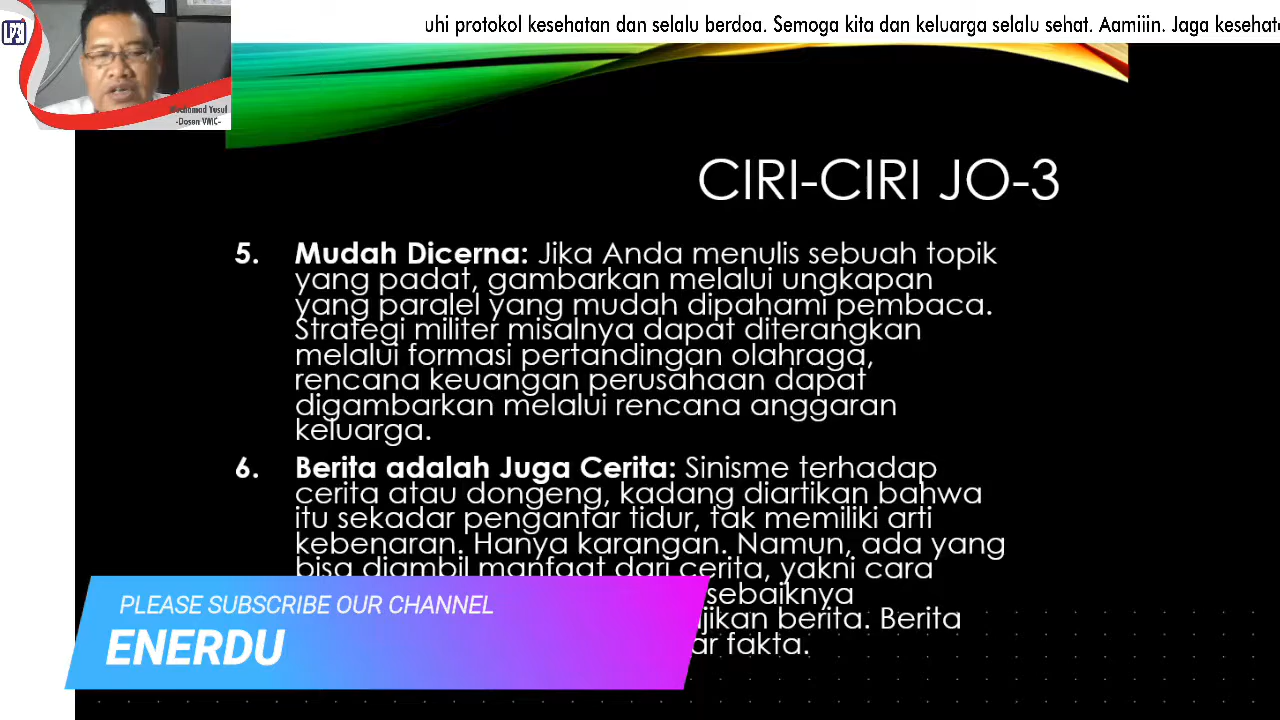 uhi protokol kesehatan dan selalu berdoa. Semoga kita dan keluarga selalu sehat. Aamiiin. Jaga kesehat
Mochamad Yusuf
-Dosen VMC-
CIRI-CIRI JO-3
5. Mudah Dicerna: Jika Anda menulis sebuah topik
yang padat, gambarkan melalui ungkapan
yang paralel yang mudah dipahami pembaca.
Strategi militer misalnya dapat diterangkan
melalui formasi pertandingan olahraga,
rencana keuangan perusahaan dapat
digambarkan melalui rencana anggaran
keluarga.
6. Berita adalah Juga Cerita: Sinisme terhadap
cerita atau dongeng, kadang diartikan bahwa
itu sekadar pengantar tidur, tak memiliki arti
kebenaran. Hanya karangan. Namun, ada yang
bisa diambil manfaat dari cerita, yakni cara
sebaiknya
jikan berita. Berita
ar fakta.
PLEASE SUBSCRIBE OUR CHANNEL
ENERDU